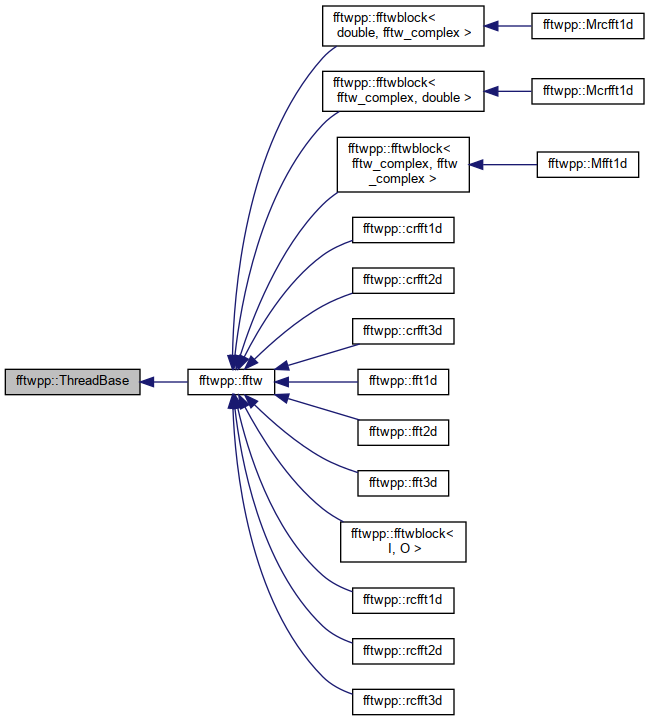 fftwpp::fftwblock<
double, fftw_complex >
fftwpp::Mrcfft1d
fftwpp::fftwblock<
fftw_complex, double >
fftwpp::Mcrfft1d
fftwpp::fftwblock<
fftw_complex, fftw
_complex >
fftwpp::Mfft1d
fftwpp::crfft1d
fftwpp::crfft2d
fftwpp::crfft3d
fftwpp::ThreadBase
fftwpp::fftw
fftwpp::fft1d
fftwpp::fft2d
fftwpp::fft3d
fftwpp::fftwblock<
I, O >
fftwpp::rcfft1d
fftwpp::rcfft2d
fftwpp::rcfft3d